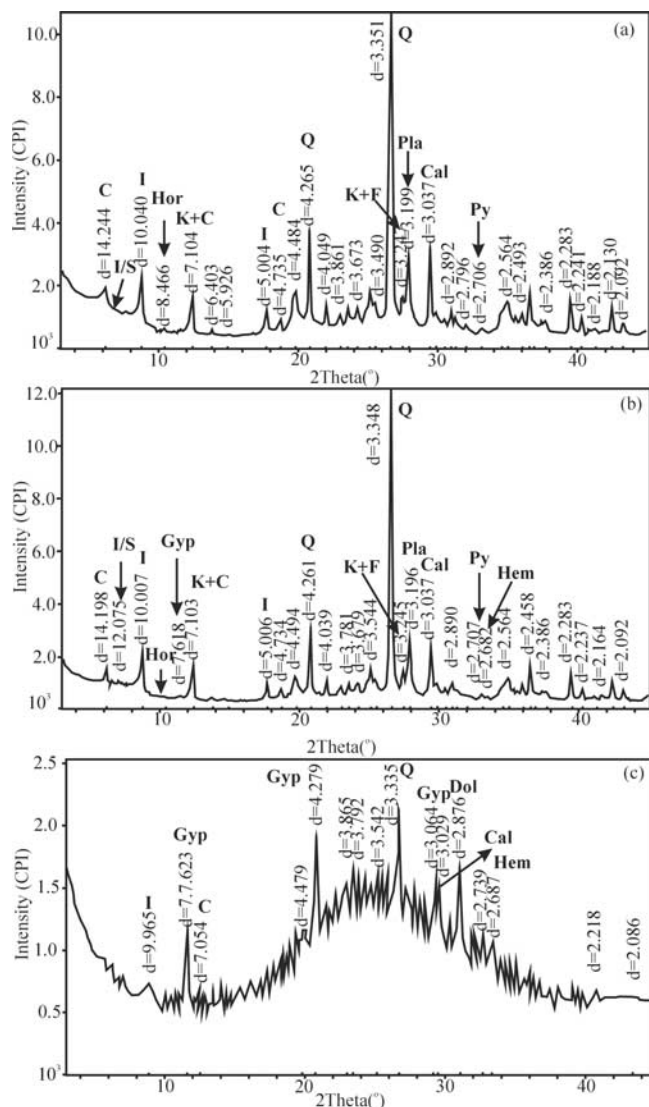 (a)
10.0
8.0
6.0
4.0
2.0
10³
Intensity (CPI)
C
d=14.244
I/S
I
d=10.040
Hor
d=8.466
K+C
d=7.104
d=6.403
d=5.926
I
d=5.004
C
d=4.735
d=4.484
Q
d=4.265
d=4.049
d=3.861
d=3.673
d=3.490
K+F
Q
d=3.351
Pla
d=3.199
Cal
d=3.037
d=2.892
d=2.796
Py
d=2.706
d=2.564
d=2.493
d=2.386
d=2.283
d=2.241
d=2.188
d=2.130
d=2.092
10
20
30
40
2Theta(°)
(b)
12.0
10.0
8.0
6.0
4.0
2.0
10³
Intensity (CPI)
C
d=14.198
I/S
d=12.075
I
d=10.007
Hor
Gyp
K+C
d=7.103
I
d=5.006
d=4.734
d=4.494
Q
d=4.261
d=4.039
d=3.781
d=3.679
d=3.544
K+F
Q
d=3.348
Pla
d=3.196
Cal
d=3.037
d=2.890
Py
d=2.707
Hem
d=2.682
d=2.564
d=2.458
d=2.386
d=2.283
d=2.237
d=2.164
d=2.092
10
20
30
40
2Theta(°)
(c)
2.5
2.0
1.5
1.0
0.5
10³
Intensity (CPI)
I
d=9.965
Gyp
d=7.7.623
C
d=7.054
d=4.479
Gyp
d=4.279
d=3.865
d=3.792
d=3.542
Q
d=3.335
Gyp
d=3.064
d=3.029
Dol
d=2.876
Cal
Hem
d=2.739
d=2.687
d=2.218
d=2.086
10
20
30
40
2Theta(°)